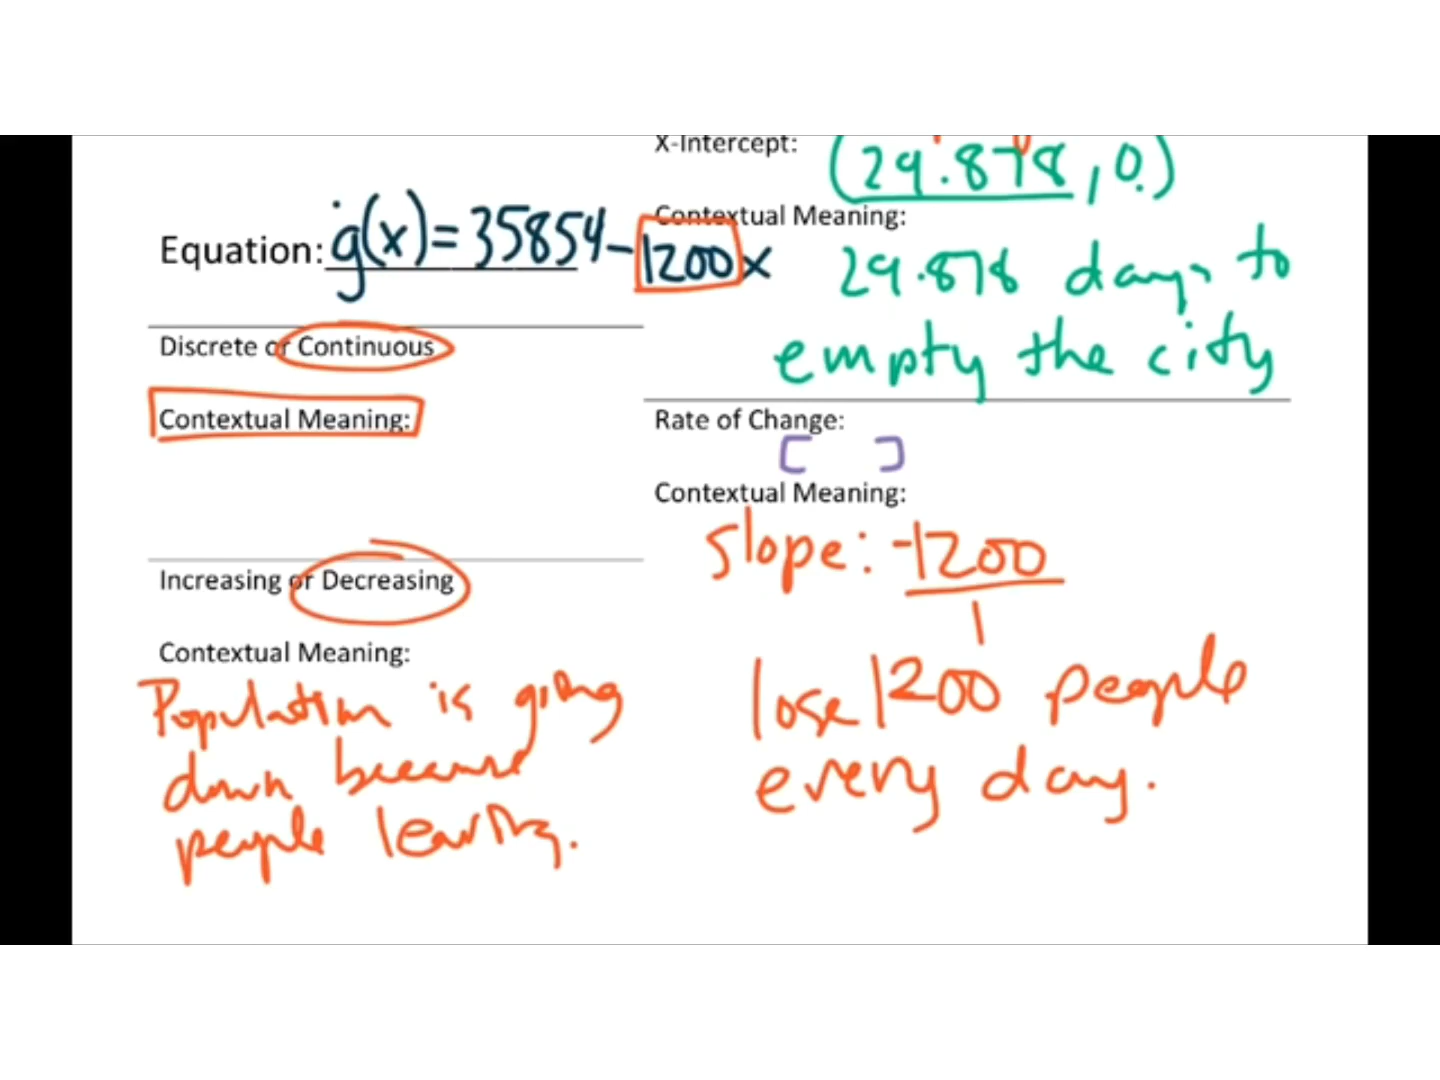 X-Intercept: (29.878, 0.)
Contextual Meaning:
29.878 days to
empty the city
Equation: g(x) = 35854 - 1200x
Discrete or Continuous
Contextual Meaning:
Rate of Change:
[ ]
Contextual Meaning:
slope: -1200
1
lose 1200 people
every day.
Increasing or Decreasing
Contextual Meaning:
Population is going
down because
people leaving.